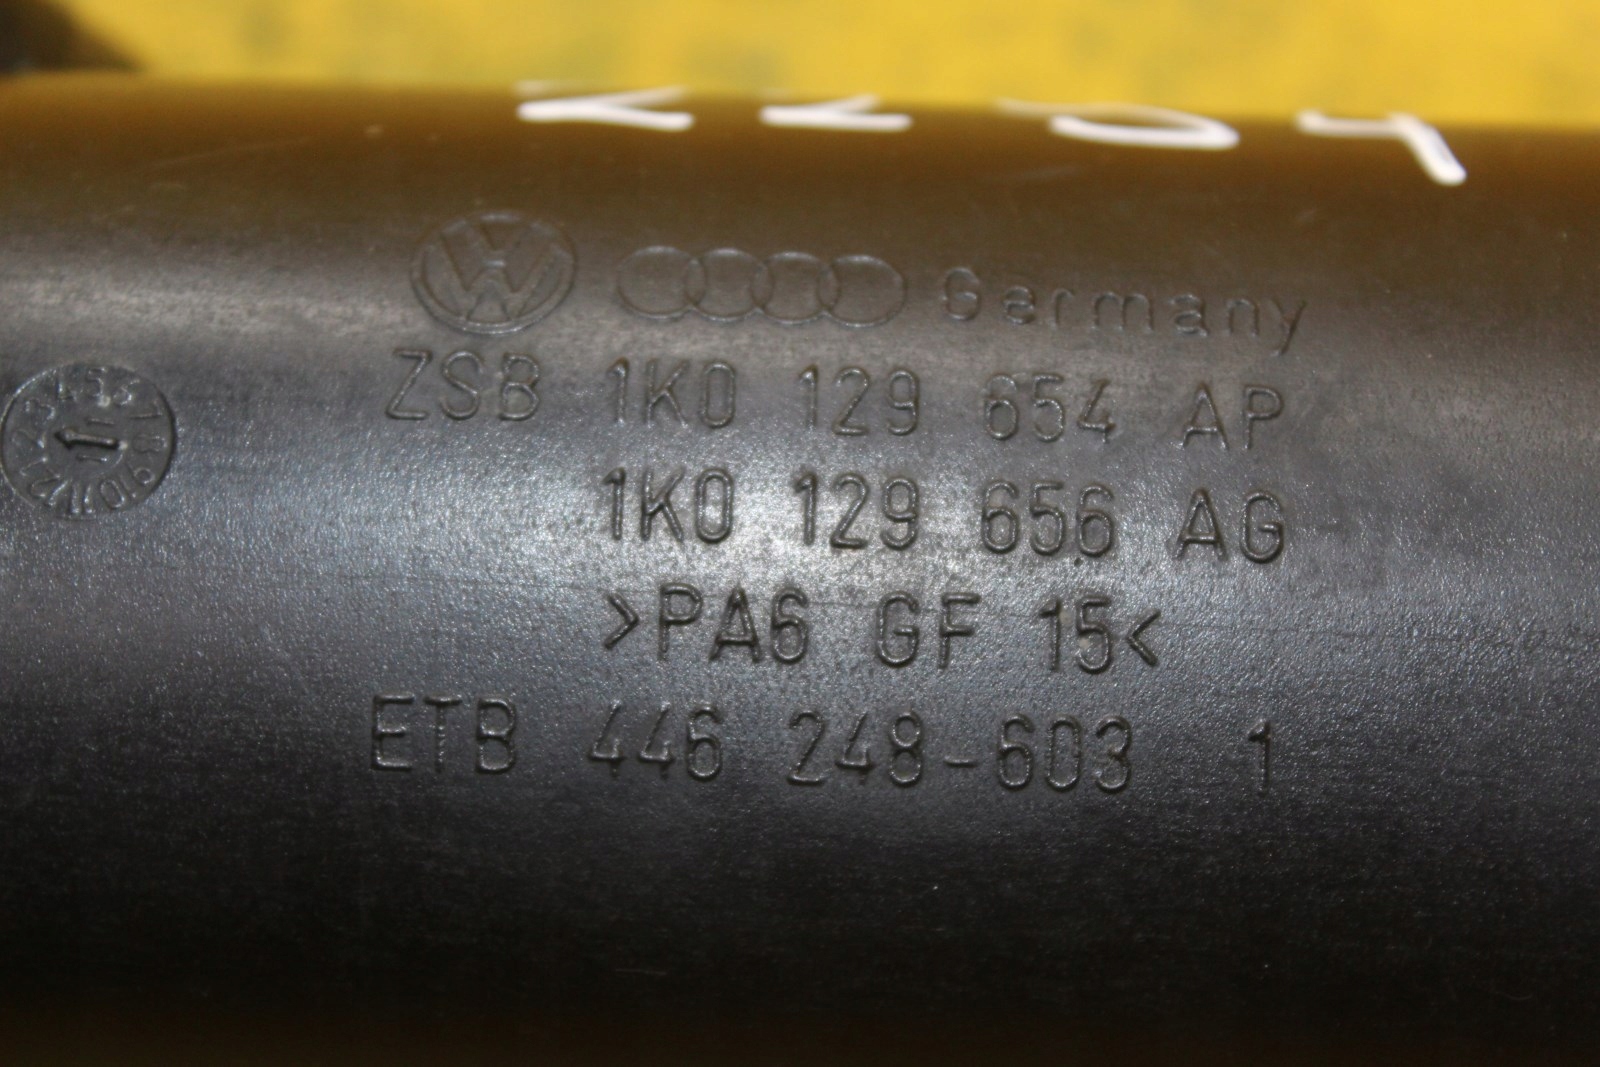 Germany
ZSB 1K0 129 654 AP
1K0 129 656 AG
>PA6 GF 15<
ETB 446 248-603 1